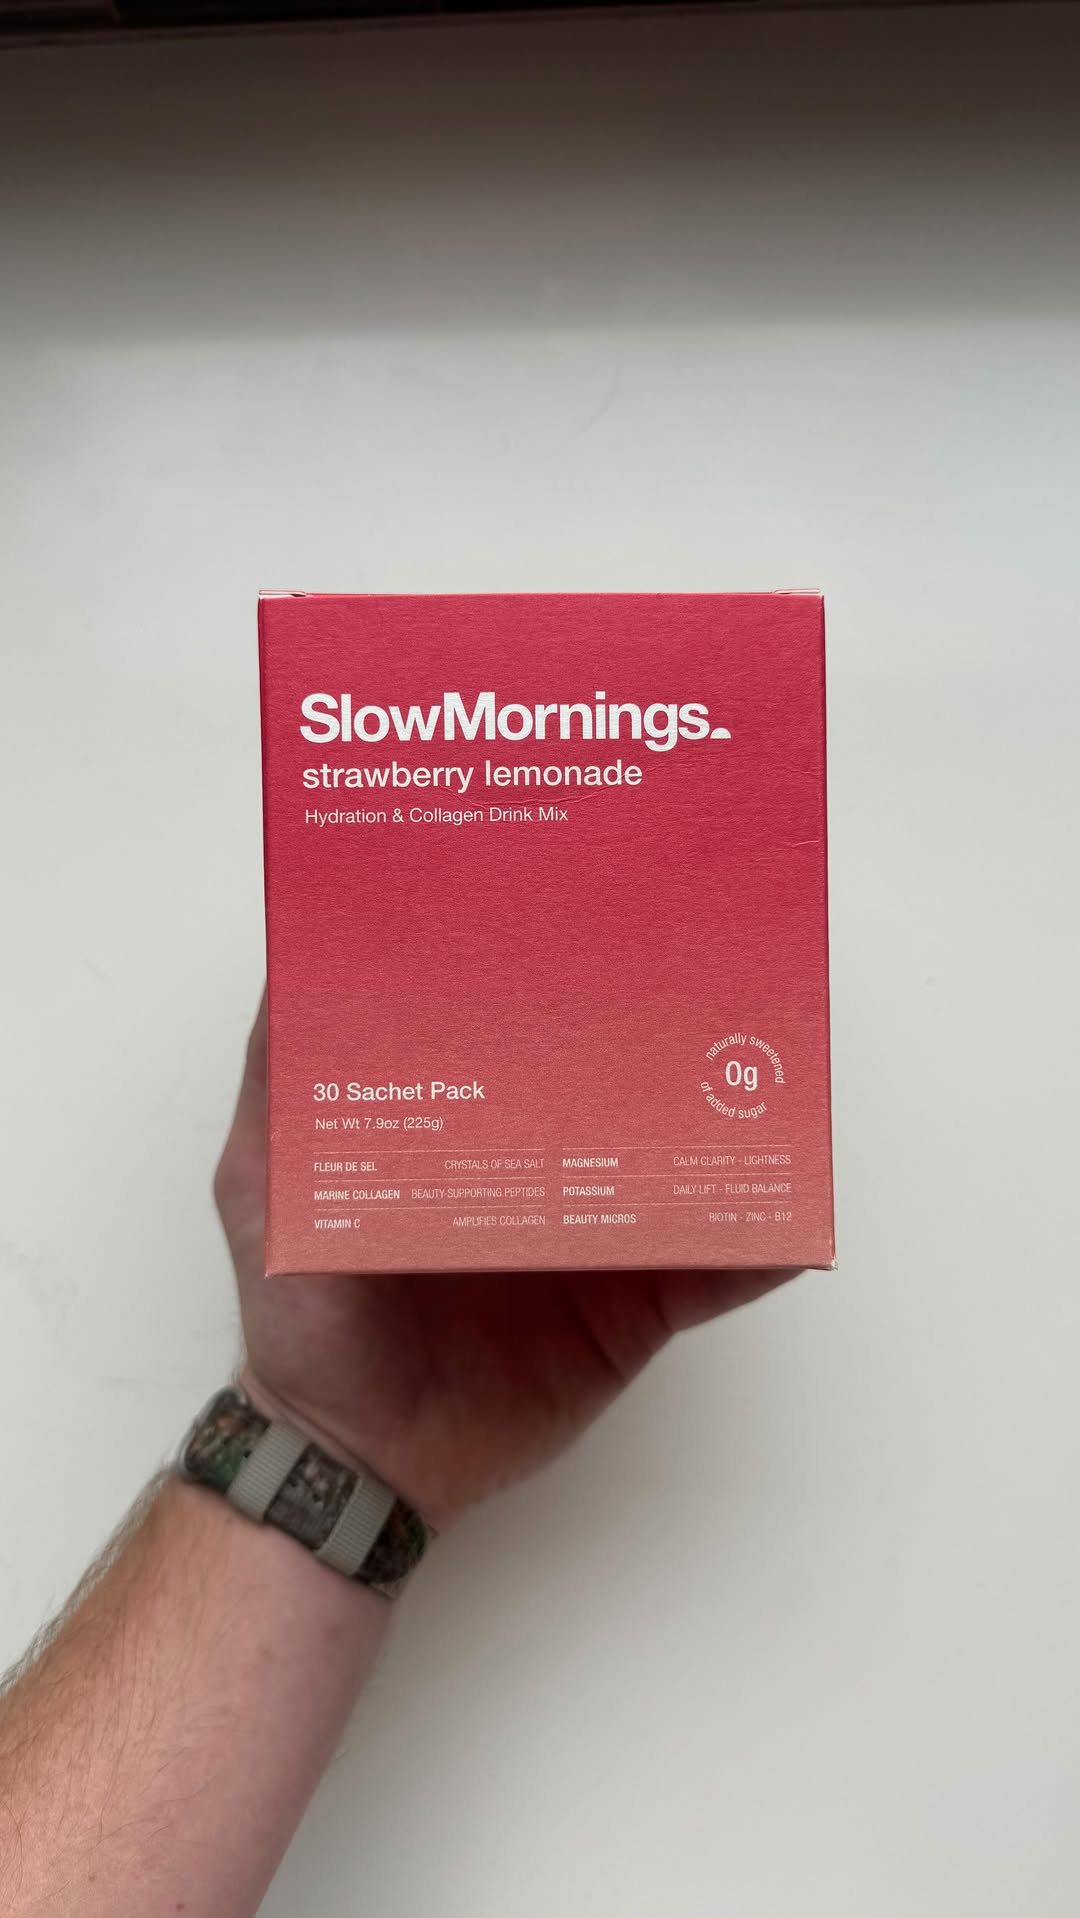 SlowMornings.
strawberry lemonade
Hydration & Collagen Drink Mix
naturally sweetened
0g
of added sugar
30 Sachet Pack
Net Wt 7.9oz (225g)
FLEUR DE SEL CRYSTALS OF SEA SALT
MARINE COLLAGEN BEAUTY-SUPPORTING PEPTIDES
VITAMIN C AMPLIFIES COLLAGEN
MAGNESIUM CALM CLARITY - LIGHTNESS
POTASSIUM DAILY LIFT - FLUID BALANCE
BEAUTY MICROS BIOTIN - ZINC - B12